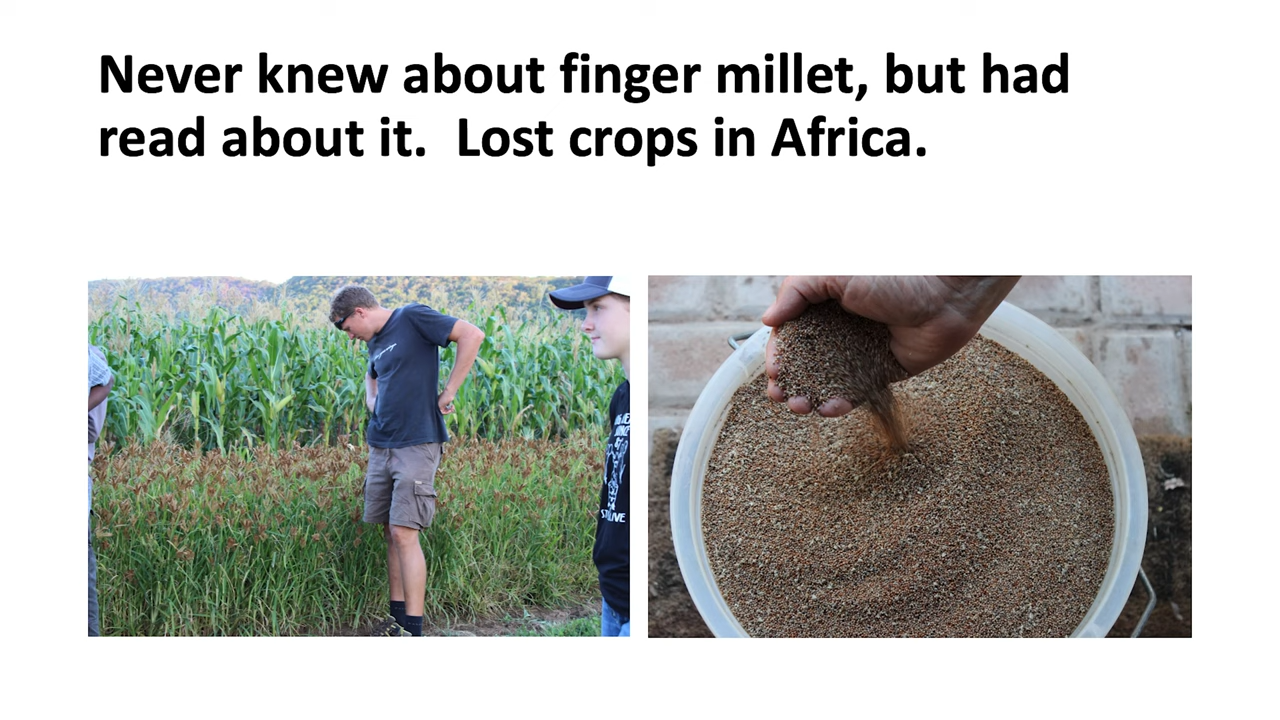 Never knew about finger millet, but had
read about it.  Lost crops in Africa.